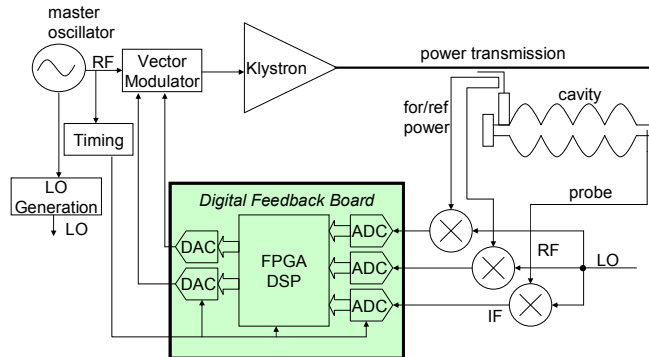 master
oscillator
RF
Vector
Modulator
Klystron
power transmission
for/ref
power
cavity
Timing
LO
Generation
LO
probe
Digital Feedback Board
DAC
DAC
FPGA
DSP
ADC
ADC
ADC
RF
LO
IF